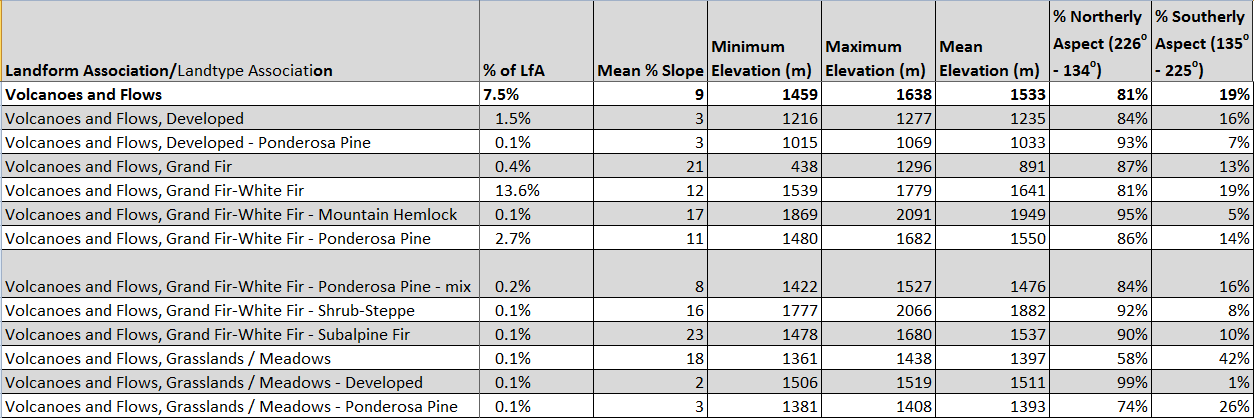 Landform Association/Landtype Association % of LfA Mean % Slope Minimum Elevation (m) Maximum Elevation (m) Mean Elevation (m) % Northerly Aspect (226° - 134°) % Southerly Aspect (135° - 225°)
Volcanoes and Flows 7.5% 9 1459 1638 1533 81% 19%
Volcanoes and Flows, Developed 1.5% 3 1216 1277 1235 84% 16%
Volcanoes and Flows, Developed - Ponderosa Pine 0.1% 3 1015 1069 1033 93% 7%
Volcanoes and Flows, Grand Fir 0.4% 21 438 1296 891 87% 13%
Volcanoes and Flows, Grand Fir-White Fir 13.6% 12 1539 1779 1641 81% 19%
Volcanoes and Flows, Grand Fir-White Fir - Mountain Hemlock 0.1% 17 1869 2091 1949 95% 5%
Volcanoes and Flows, Grand Fir-White Fir - Ponderosa Pine 2.7% 11 1480 1682 1550 86% 14%
Volcanoes and Flows, Grand Fir-White Fir - Ponderosa Pine - mix 0.2% 8 1422 1527 1476 84% 16%
Volcanoes and Flows, Grand Fir-White Fir - Shrub-Steppe 0.1% 16 1777 2066 1882 92% 8%
Volcanoes and Flows, Grand Fir-White Fir - Subalpine Fir 0.1% 23 1478 1680 1537 90% 10%
Volcanoes and Flows, Grasslands / Meadows 0.1% 18 1361 1438 1397 58% 42%
Volcanoes and Flows, Grasslands / Meadows - Developed 0.1% 2 1506 1519 1511 99% 1%
Volcanoes and Flows, Grasslands / Meadows - Ponderosa Pine 0.1% 3 1381 1408 1393 74% 26%